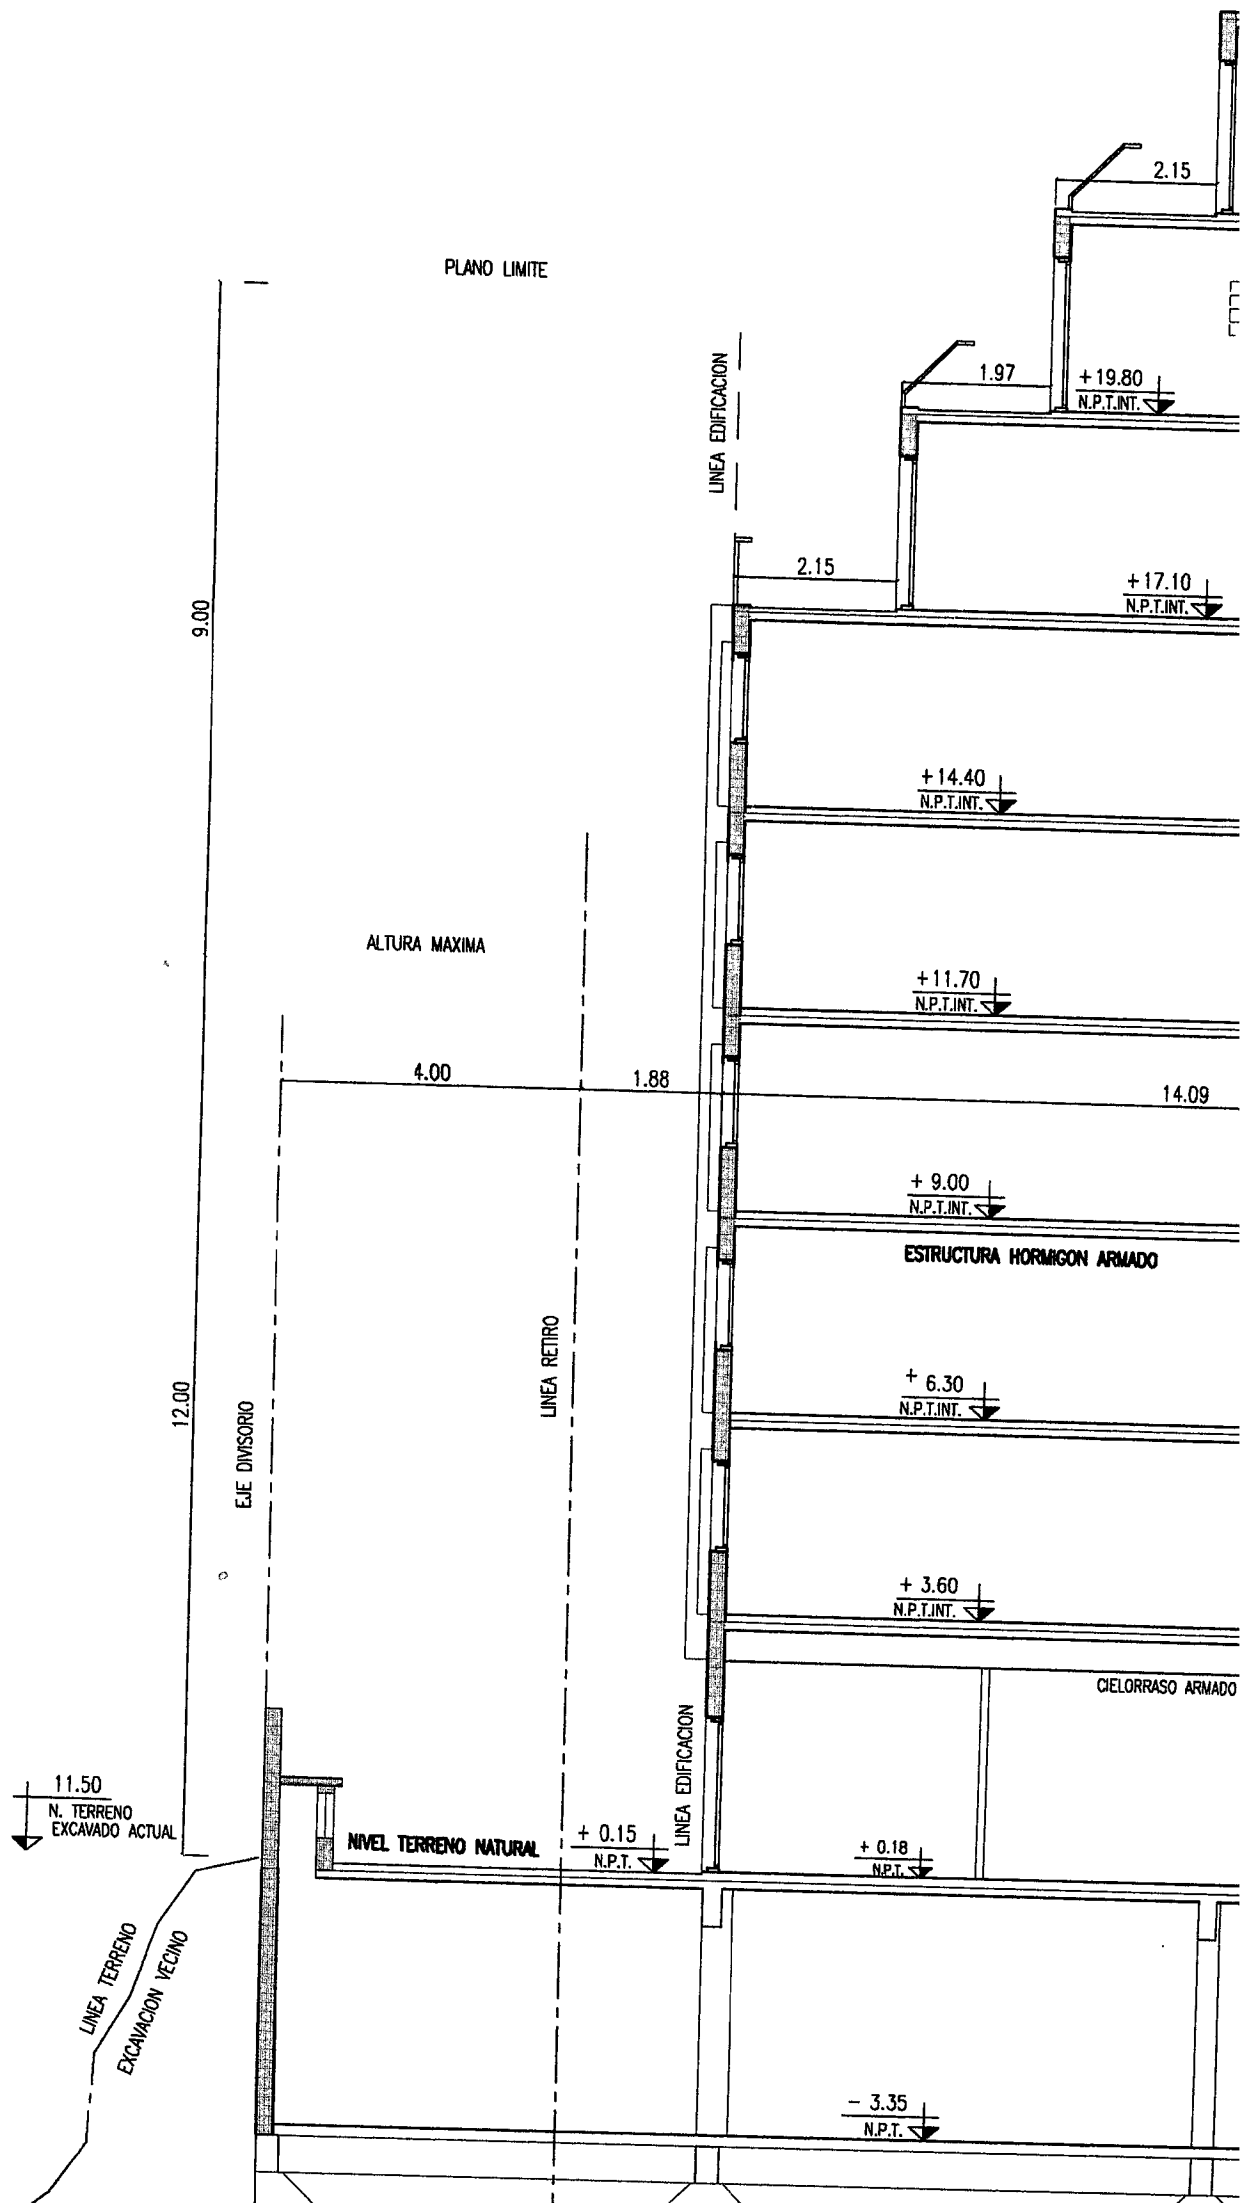 2.15
PLANO LIMITE
LINEA EDIFICACION
1.97
+19.80
N.P.T.INT.
2.15
+17.10
N.P.T.INT.
9.00
+14.40
N.P.T.INT.
ALTURA MAXIMA
+11.70
N.P.T.INT.
4.00
1.88
14.09
+ 9.00
N.P.T.INT.
ESTRUCTURA HORMIGON ARMADO
LINEA RETIRO
12.00
EJE DIVISORIO
+ 6.30
N.P.T.INT.
+ 3.60
N.P.T.INT.
CIELORRASO ARMADO
LINEA EDIFICACION
11.50
N. TERRENO
EXCAVADO ACTUAL
NIVEL TERRENO NATURAL
+ 0.15
N.P.T.
+ 0.18
N.P.T.
LINEA TERRENO
EXCAVACION VECINO
- 3.35
N.P.T.